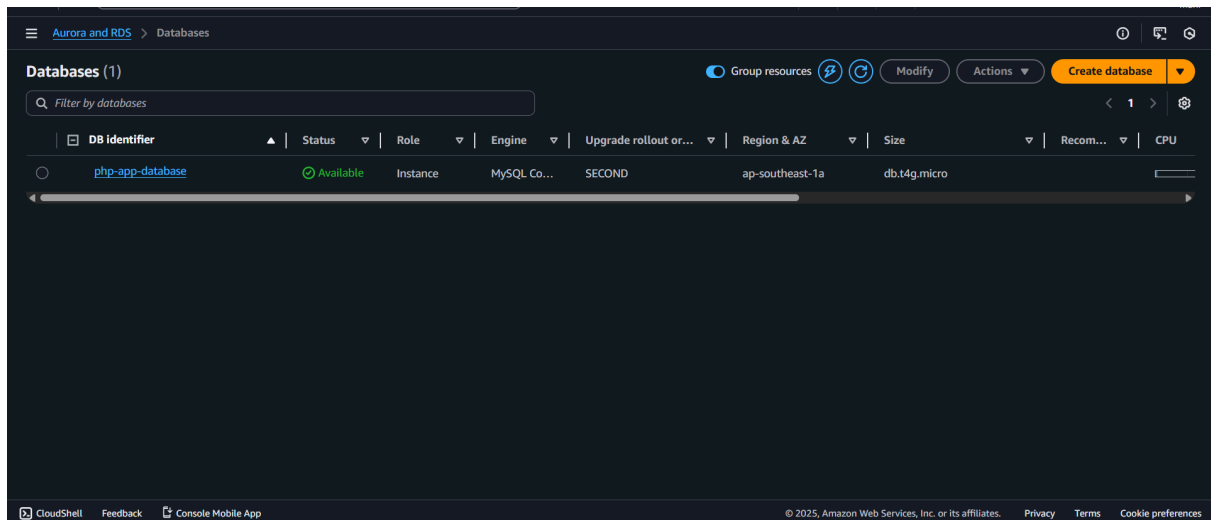 Aurora and RDS > Databases
Databases (1)
Group resources
Modify
Actions
Create database
Filter by databases
< 1 >
DB identifier Status Role Engine Upgrade rollout or... Region & AZ Size Recom... CPU
php-app-database Available Instance MySQL Co... SECOND ap-southeast-1a db.t4g.micro
CloudShell Feedback Console Mobile App © 2025, Amazon Web Services, Inc. or its affiliates. Privacy Terms Cookie preferences